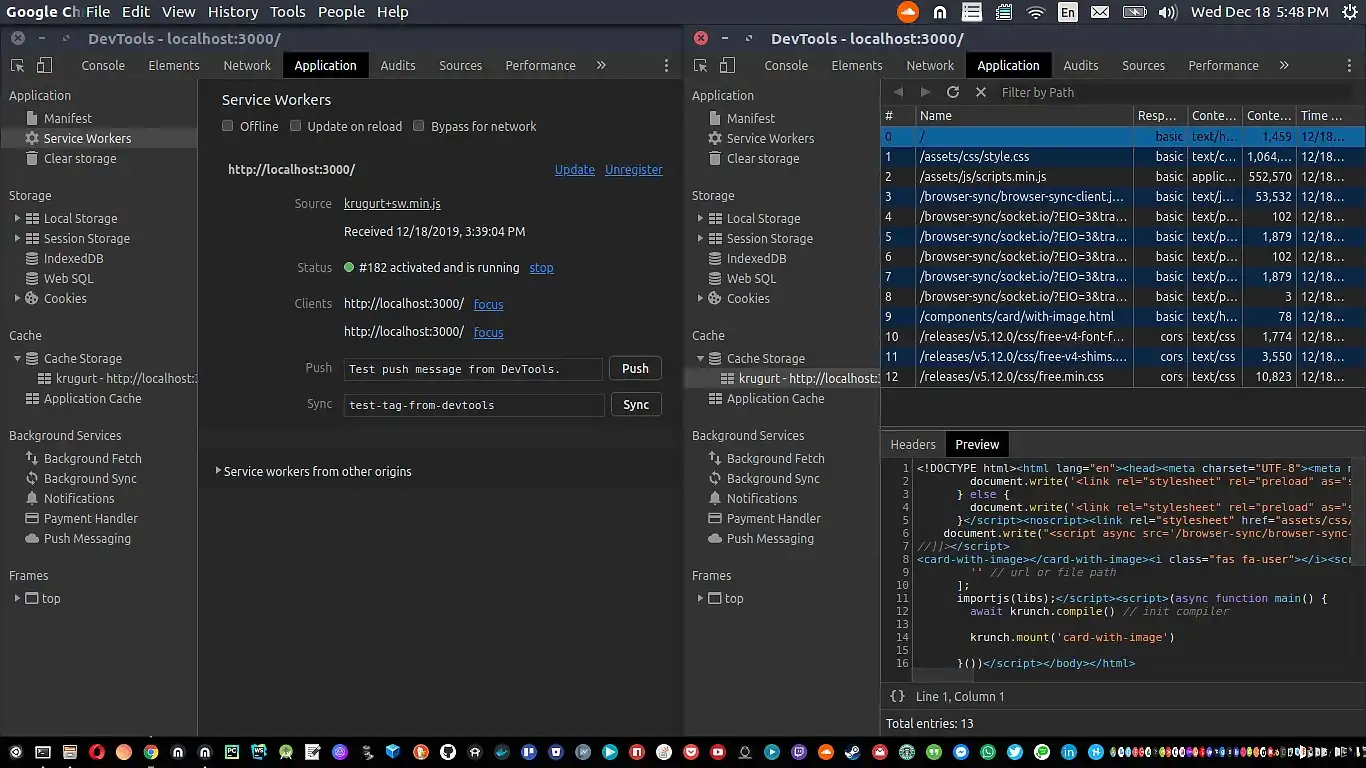 Google Ch File Edit View History Tools People Help
En Wed Dec 18 5:48 PM
DevTools - localhost:3000/
Console Elements Network Application Audits Sources Performance »
Application
Manifest
Service Workers
Clear storage
Storage
Local Storage
Session Storage
IndexedDB
Web SQL
Cookies
Cache
Cache Storage
krugurt - http://localhost:3
Application Cache
Background Services
Background Fetch
Background Sync
Notifications
Payment Handler
Push Messaging
Frames
top
Service Workers
Offline Update on reload Bypass for network
http://localhost:3000/ Update Unregister
Source krugurt+sw.min.js
Received 12/18/2019, 3:39:04 PM
Status #182 activated and is running stop
Clients http://localhost:3000/ focus
http://localhost:3000/ focus
Push Test push message from DevTools. Push
Sync test-tag-from-devtools Sync
Service workers from other origins
DevTools - localhost:3000/
Console Elements Network Application Audits Sources Performance »
Application
Manifest
Service Workers
Clear storage
Storage
Local Storage
Session Storage
IndexedDB
Web SQL
Cookies
Cache
Cache Storage
krugurt - http://localhost:3
Application Cache
Background Services
Background Fetch
Background Sync
Notifications
Payment Handler
Push Messaging
Frames
top
Filter by Path
# Name Resp... Conte... Conte... Time ...
0 / basic text/h... 1,459 12/18...
1 /assets/css/style.css basic text/c... 1,064,... 12/18...
2 /assets/js/scripts.min.js basic applic... 552,570 12/18...
3 /browser-sync/browser-sync-client.j... basic text/j... 53,532 12/18...
4 /browser-sync/socket.io/?EIO=3&tra... basic text/p... 102 12/18...
5 /browser-sync/socket.io/?EIO=3&tra... basic text/p... 1,879 12/18...
6 /browser-sync/socket.io/?EIO=3&tra... basic text/p... 102 12/18...
7 /browser-sync/socket.io/?EIO=3&tra... basic text/p... 1,879 12/18...
8 /browser-sync/socket.io/?EIO=3&tra... basic text/p... 3 12/18...
9 /components/card/with-image.html basic text/h... 78 12/18...
10 /releases/v5.12.0/css/free-v4-font-f... cors text/css 1,774 12/18...
11 /releases/v5.12.0/css/free-v4-shims.... cors text/css 3,550 12/18...
12 /releases/v5.12.0/css/free.min.css cors text/css 10,823 12/18...
Headers Preview
1 <!DOCTYPE html><html lang="en"><head><meta charset="UTF-8"><meta n
2 document.write('<link rel="stylesheet" rel="preload" as="s
3 } else {
4 document.write('<link rel="stylesheet" rel="preload" as="s
5 }</script><noscript><link rel="stylesheet" href="assets/css/
6 document.write("<script async src='/browser-sync/browser-sync-
7 //]]></script>
8 <card-with-image></card-with-image><i class="fas fa-user"></i><scr
9 '' // url or file path
10 ];
11 importjs(libs);</script><script>(async function main() {
12 await krunch.compile() // init compiler
13
14 krunch.mount('card-with-image')
15
16 }())</script></body></html>
{} Line 1, Column 1
Total entries: 13